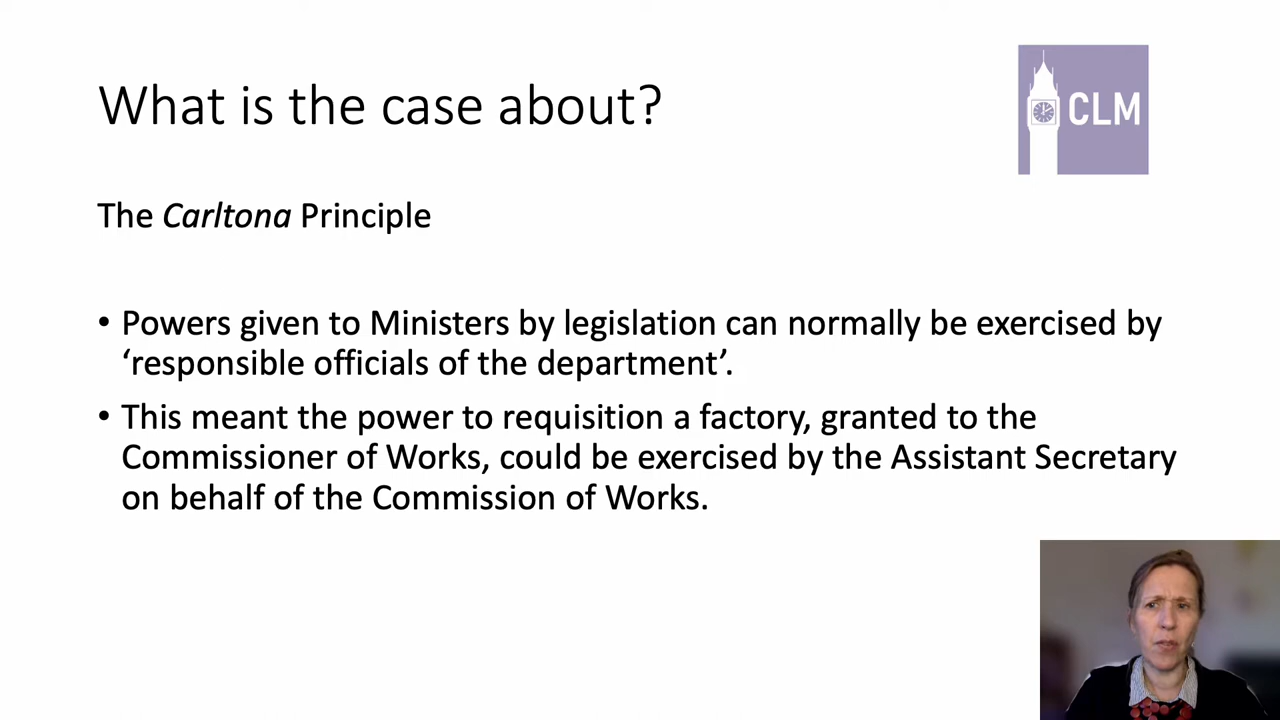 What is the case about?
CLM
The Carltona Principle
• Powers given to Ministers by legislation can normally be exercised by
‘responsible officials of the department’.
• This meant the power to requisition a factory, granted to the
Commissioner of Works, could be exercised by the Assistant Secretary
on behalf of the Commission of Works.